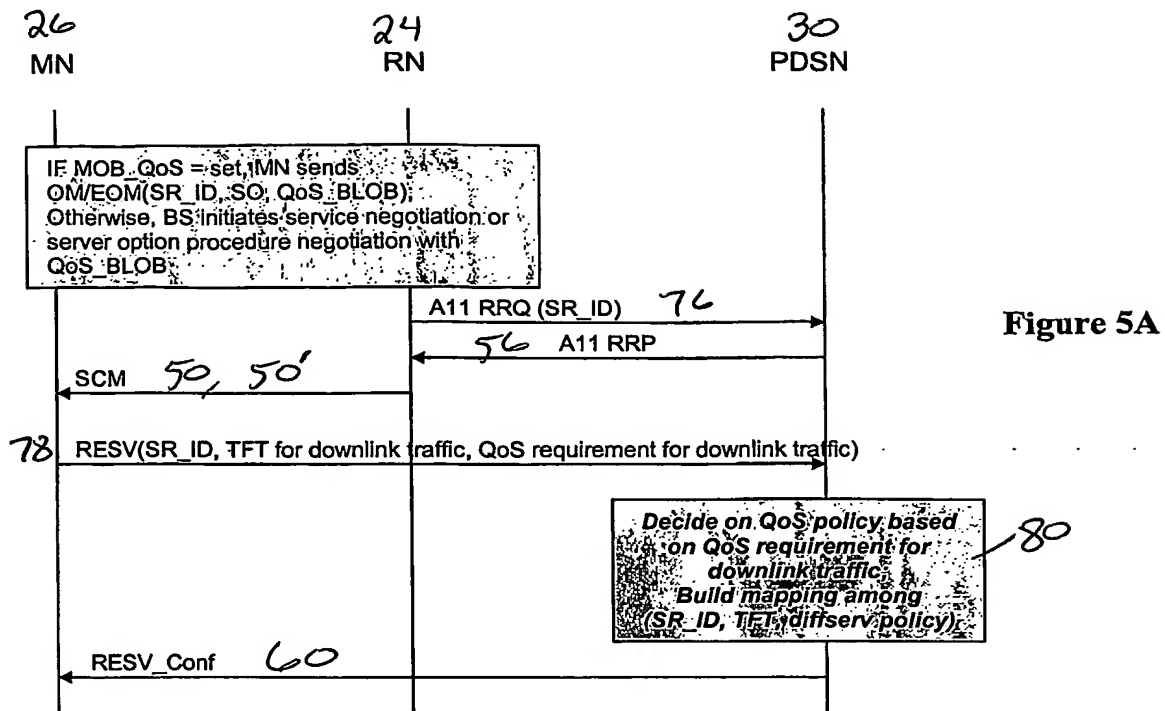 26 24 30
MN RN PDSN
IF MOB_QoS = set, MN sends
OM/EOM(SR_ID, SO, QoS_BLOB);
Otherwise, BS initiates service negotiation or
server option procedure negotiation with
QoS_BLOB
A11 RRQ (SR_ID) 76
Figure 5A
56 A11 RRP
SCM 50, 50'
78 RESV(SR_ID, TFT for downlink traffic, QoS requirement for downlink traffic)
Decide on QoS policy based
on QoS requirement for
downlink traffic
Build mapping among
(SR_ID, TFT, diffserv policy)
80
RESV_Conf 60